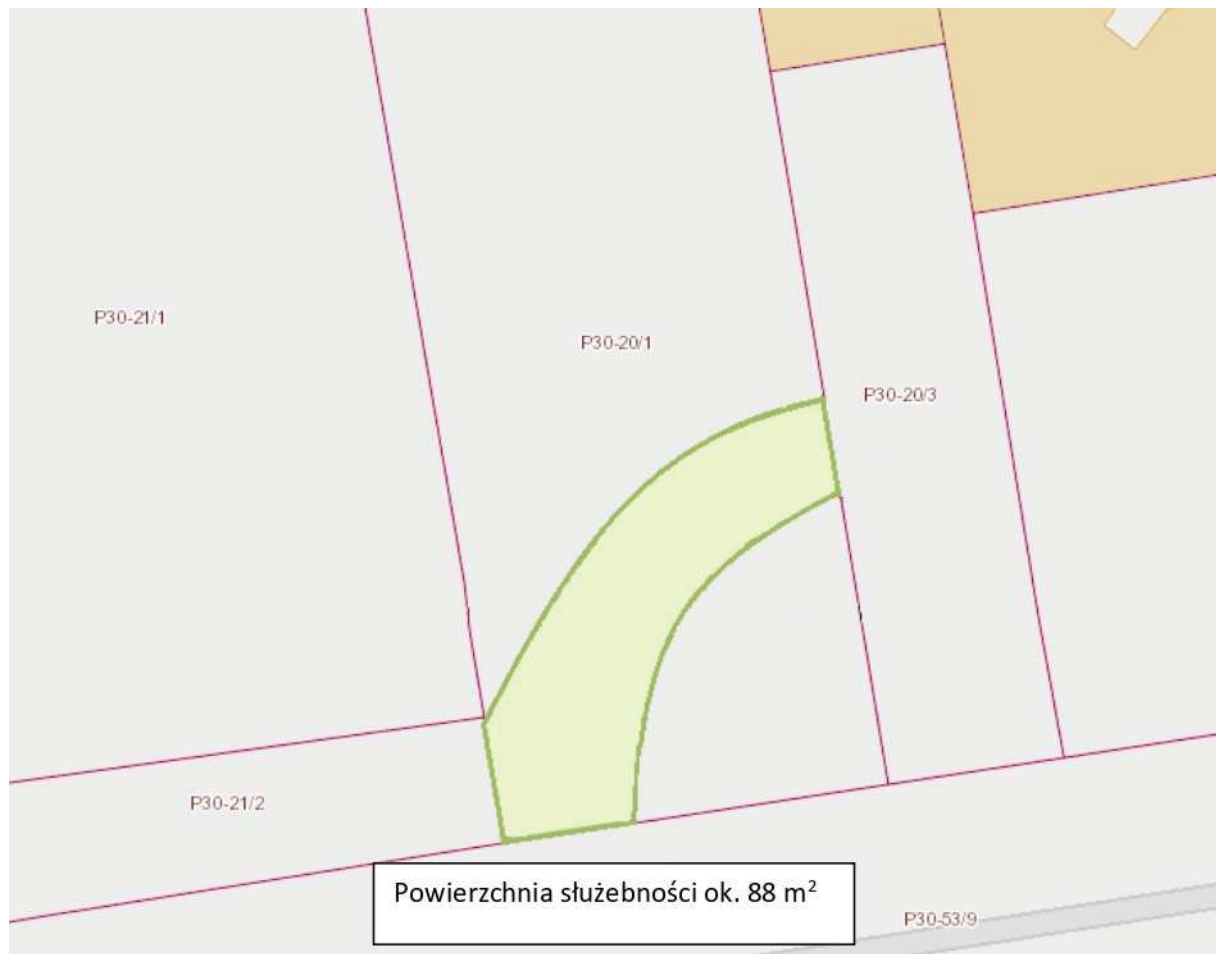 P30-21/1
P30-20/1
P30-20/3
P30-21/2
Powierzchnia służebności ok. 88 m²
P30-53/9